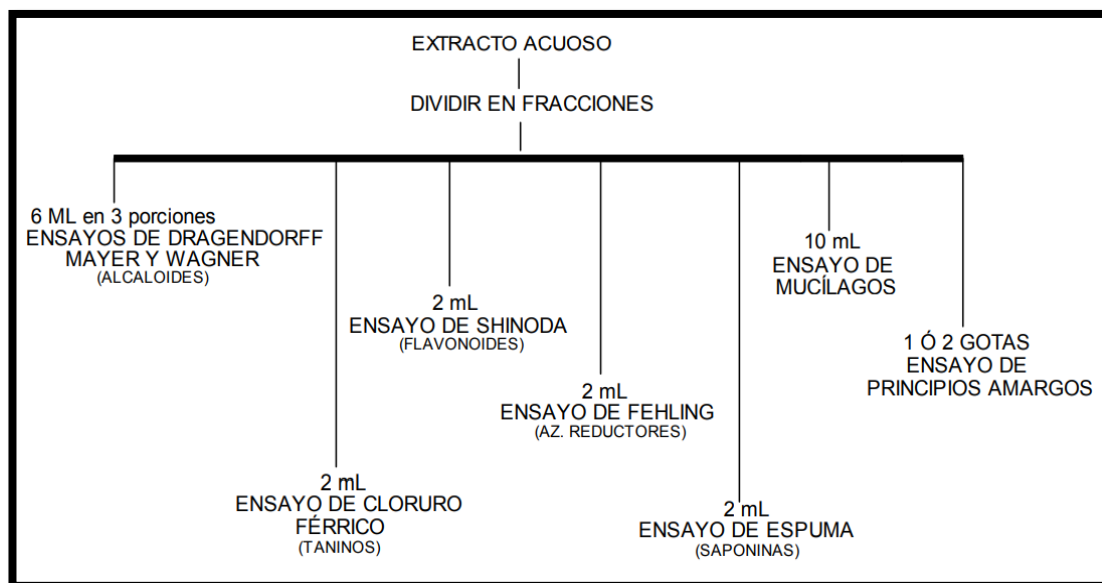 EXTRACTO ACUOSO
DIVIDIR EN FRACCIONES
6 ML en 3 porciones
ENSAYOS DE DRAGENDORFF
MAYER Y WAGNER
(ALCALOIDES)
2 mL
ENSAYO DE CLORURO
FÉRRICO
(TANINOS)
2 mL
ENSAYO DE SHINODA
(FLAVONOIDES)
2 mL
ENSAYO DE FEHLING
(AZ. REDUCTORES)
2 mL
ENSAYO DE ESPUMA
(SAPONINAS)
10 mL
ENSAYO DE
MUCÍLAGOS
1 Ó 2 GOTAS
ENSAYO DE
PRINCIPIOS AMARGOS